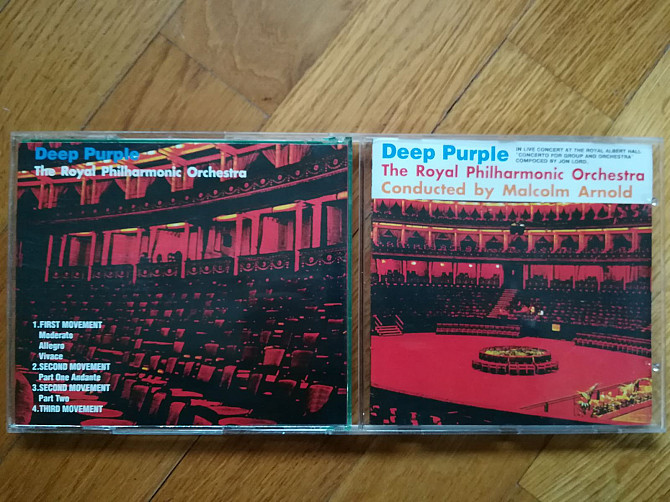 Deep Purple
The Royal Philharmonic Orchestra
1.FIRST MOVEMENT
Moderato
Allegro
Vivace
2.SECOND MOVEMENT
Part One Andante
3.SECOND MOVEMENT
Part Two
4.THIRD MOVEMENT
Deep Purple
IN LIVE CONCERT AT THE ROYAL ALBERT HALL
"CONCERTO FOR GROUP AND ORCHESTRA"
COMPOSED BY JON LORD.
The Royal Philharmonic Orchestra
Conducted by Malcolm Arnold